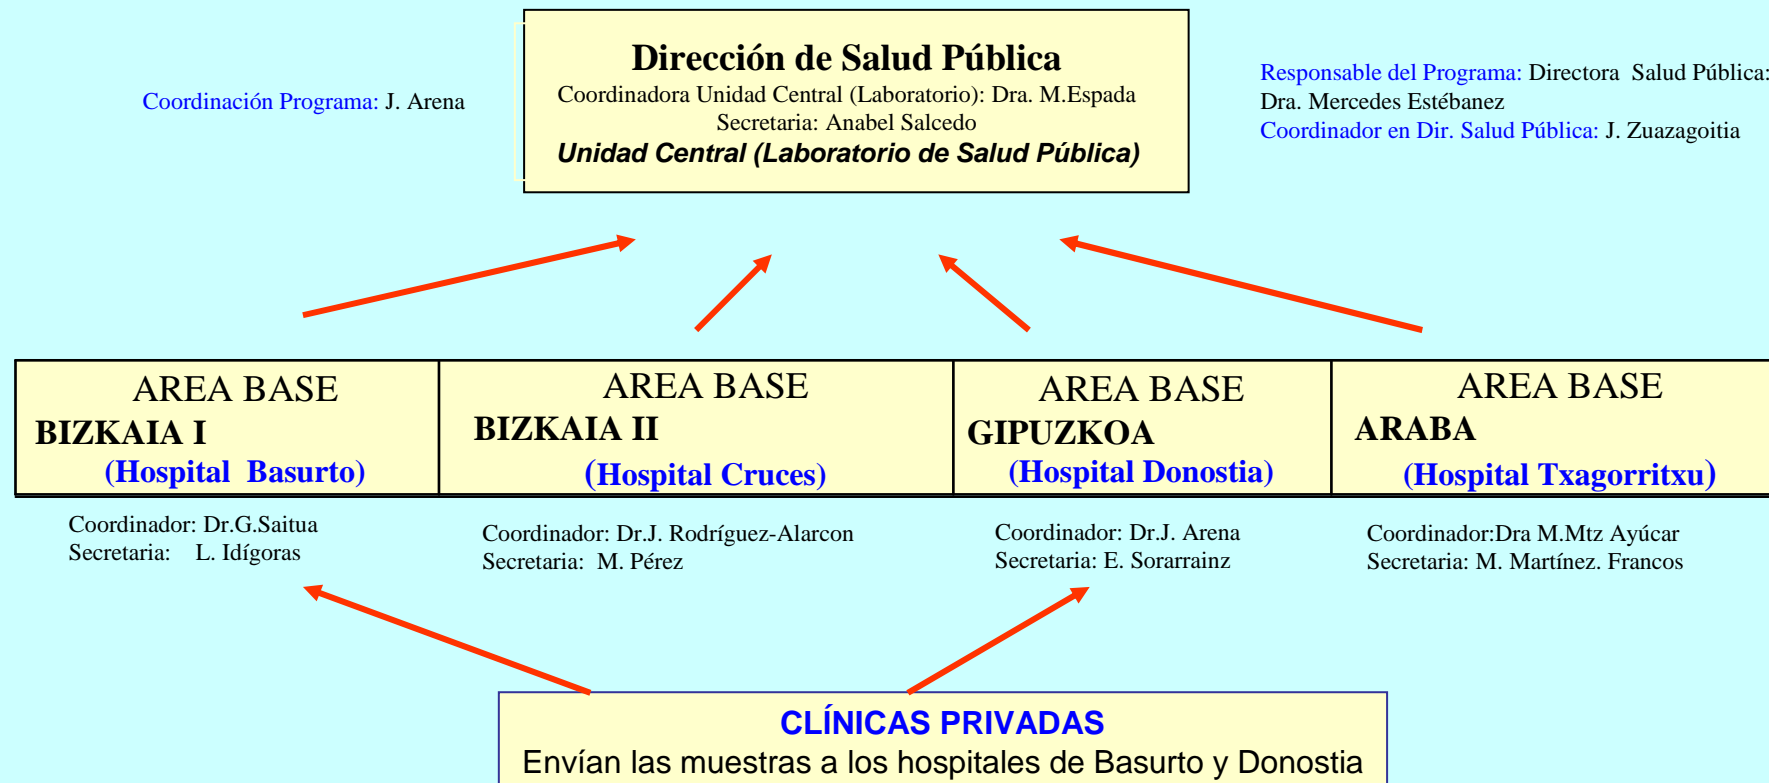 Dirección de Salud Pública
Coordinadora Unidad Central (Laboratorio): Dra. M.Espada
Secretaria: Anabel Salcedo
Unidad Central (Laboratorio de Salud Pública)
Coordinación Programa: J. Arena
Responsable del Programa: Directora Salud Pública:
Dra. Mercedes Estébanez
Coordinador en Dir. Salud Pública: J. Zuazagoitia
AREA BASE
BIZKAIA I
(Hospital Basurto)
AREA BASE
BIZKAIA II
(Hospital Cruces)
AREA BASE
GIPUZKOA
(Hospital Donostia)
AREA BASE
ARABA
(Hospital Txagorritxu)
Coordinador: Dr.G.Saitua
Secretaria: L. Idígoras
Coordinador: Dr.J. Rodríguez-Alarcon
Secretaria: M. Pérez
Coordinador: Dr.J. Arena
Secretaria: E. Sorarrainz
Coordinador:Dra M.Mtz Ayúcar
Secretaria: M. Martínez. Francos
CLÍNICAS PRIVADAS
Envían las muestras a los hospitales de Basurto y Donostia